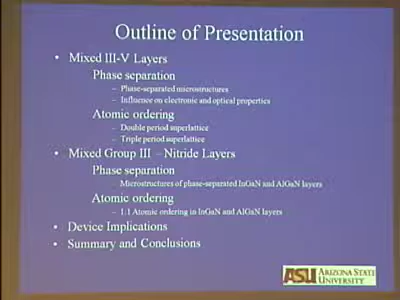 Outline of Presentation
• Mixed III-V Layers
Phase separation
– Phase-separated microstructures
– Influence on electronic and optical properties
Atomic ordering
– Double period superlattice
– Triple period superlattice
• Mixed Group III – Nitride Layers
Phase separation
Microstructures of phase-separated InGaN and AlGaN layers
Atomic ordering
– 1:1 Atomic ordering in InGaN and AlGaN layers
• Device Implications
• Summary and Conclusions
ASU ARIZONA STATE
UNIVERSITY